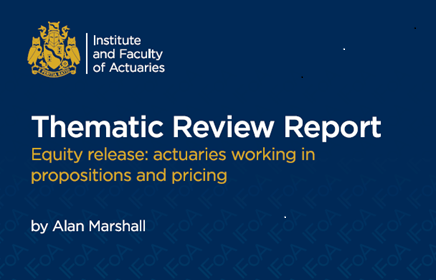 Institute
and Faculty
of Actuaries
Thematic Review Report
Equity release: actuaries working in
propositions and pricing
by Alan Marshall
IFoA